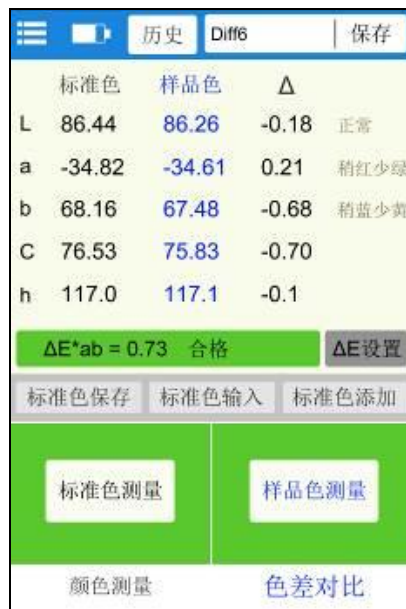 历史 Diff6 保存
标准色 样品色 Δ
L 86.44 86.26 -0.18 正常
a -34.82 -34.61 0.21 稍红少绿
b 68.16 67.48 -0.68 稍蓝少黄
C 76.53 75.83 -0.70
h 117.0 117.1 -0.1
ΔE*ab = 0.73 合格 ΔE设置
标准色保存 标准色输入 标准色添加
标准色测量 样品色测量
颜色测量 色差对比